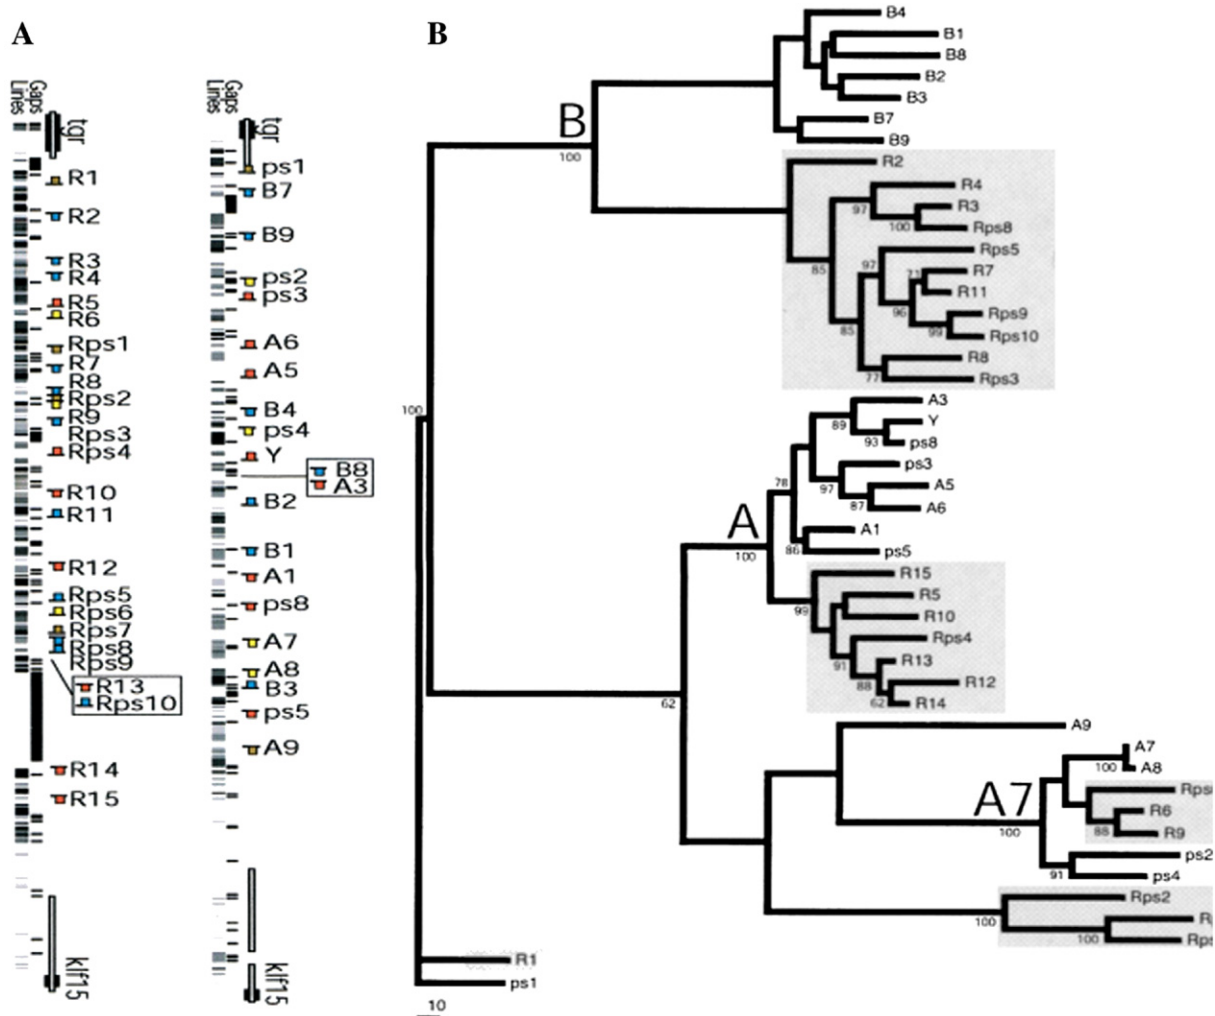 A
Lines
Gaps
tgr
R1
R2
R3
R4
R5
R6
Rps1
R7
R8
Rps2
R9
Rps3
Rps4
R10
R11
R12
Rps5
Rps6
Rps7
Rps8
Rps9
R13
Rps10
R14
R15
klf15
Lines
Gaps
tgr
ps1
B7
B9
ps2
ps3
A6
A5
B4
ps4
Y
B8
A3
B2
B1
A1
ps8
A7
A8
B3
ps5
A9
klf15
B
B4
B1
B8
B2
B3
B7
B9
B
100
R2
R4
97
R3
100
Rps8
Rps5
85
97
R7
71
R11
96
Rps9
99
Rps10
85
R8
77
Rps3
100
A3
89
Y
93
ps8
ps3
78
97
A5
87
A6
A
100
A1
86
ps5
R15
99
R5
R10
Rps4
91
R13
88
R12
62
R14
62
A9
A7
100
A8
A7
100
Rps
R6
88
R9
ps2
91
ps4
Rps2
100
R
100
Rps
R1
ps1
10